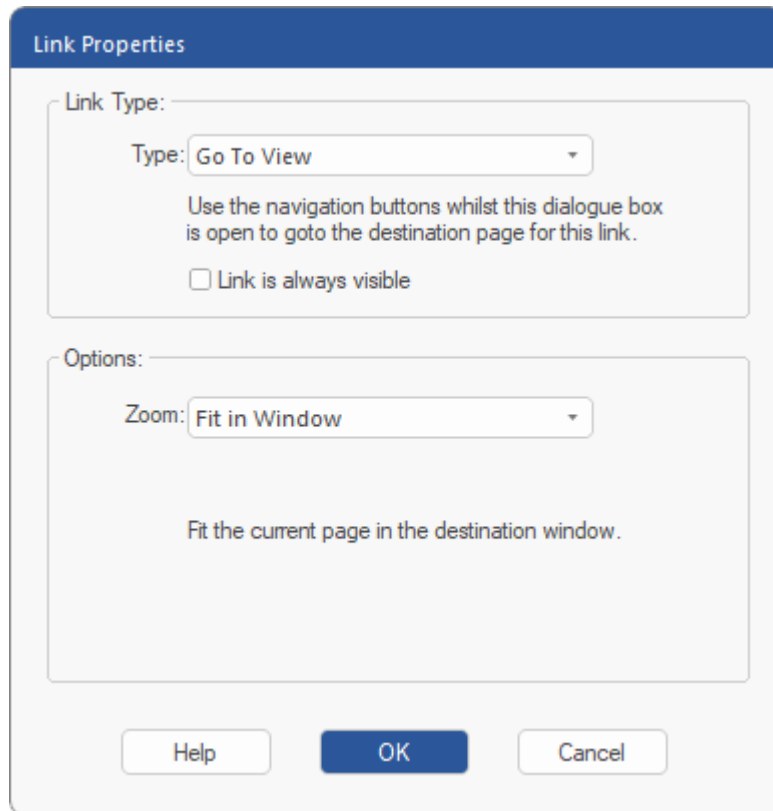 Link Properties
Link Type:
Type: Go To View
Use the navigation buttons whilst this dialogue box
is open to goto the destination page for this link.
Link is always visible
Options:
Zoom: Fit in Window
Fit the current page in the destination window.
Help OK Cancel